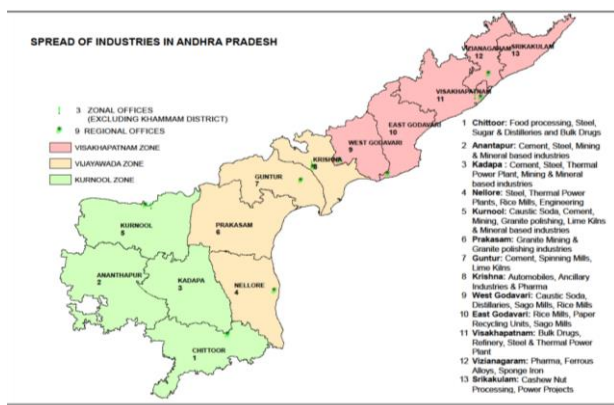 SPREAD OF INDUSTRIES IN ANDHRA PRADESH
3 ZONAL OFFICES
(EXCLUDING KHAMMAM DISTRICT)
9 REGIONAL OFFICES
VISAKHAPATNAM ZONE
VIJAYAWADA ZONE
KURNOOL ZONE
VIZIANAGARAM
12
SRIKAKULAM
13
VISAKHAPATNAM
11
EAST GODAVARI
10
WEST GODAVARI
9
KRISHNA
8
GUNTUR
7
PRAKASAM
6
KURNOOL
5
ANANTHAPUR
2
KADAPA
3
NELLORE
4
CHITTOOR
1
1 Chittoor: Food processing, Steel,
Sugar & Distilleries and Bulk Drugs
2 Anantapur: Cement, Steel, Mining
& Mineral based industries
3 Kadapa : Cement, Steel, Thermal
Power Plant, Mining & Mineral
based industries
4 Nellore: Steel, Thermal Power
Plants, Rice Mills, Engineering
5 Kurnool: Caustic Soda, Cement,
Mining, Granite polishing, Lime Kilns
& Mineral based industries
6 Prakasam: Granite Mining &
Granite polishing industries
7 Guntur: Cement, Spinning Mills,
Lime Kilns
8 Krishna: Automobiles, Ancillary
Industries & Pharma
9 West Godavari: Caustic Soda,
Distillaries, Sago Mills, Rice Mills
10 East Godavari: Rice Mills, Paper
Recycling Units, Sago Mills
11 Visakhapatnam: Bulk Drugs,
Refinery, Steel & Thermal Power
Plant
12 Vizianagaram: Pharma, Ferrous
Alloys, Sponge Iron
13 Srikakulam: Cashew Nut
Processing, Power Projects